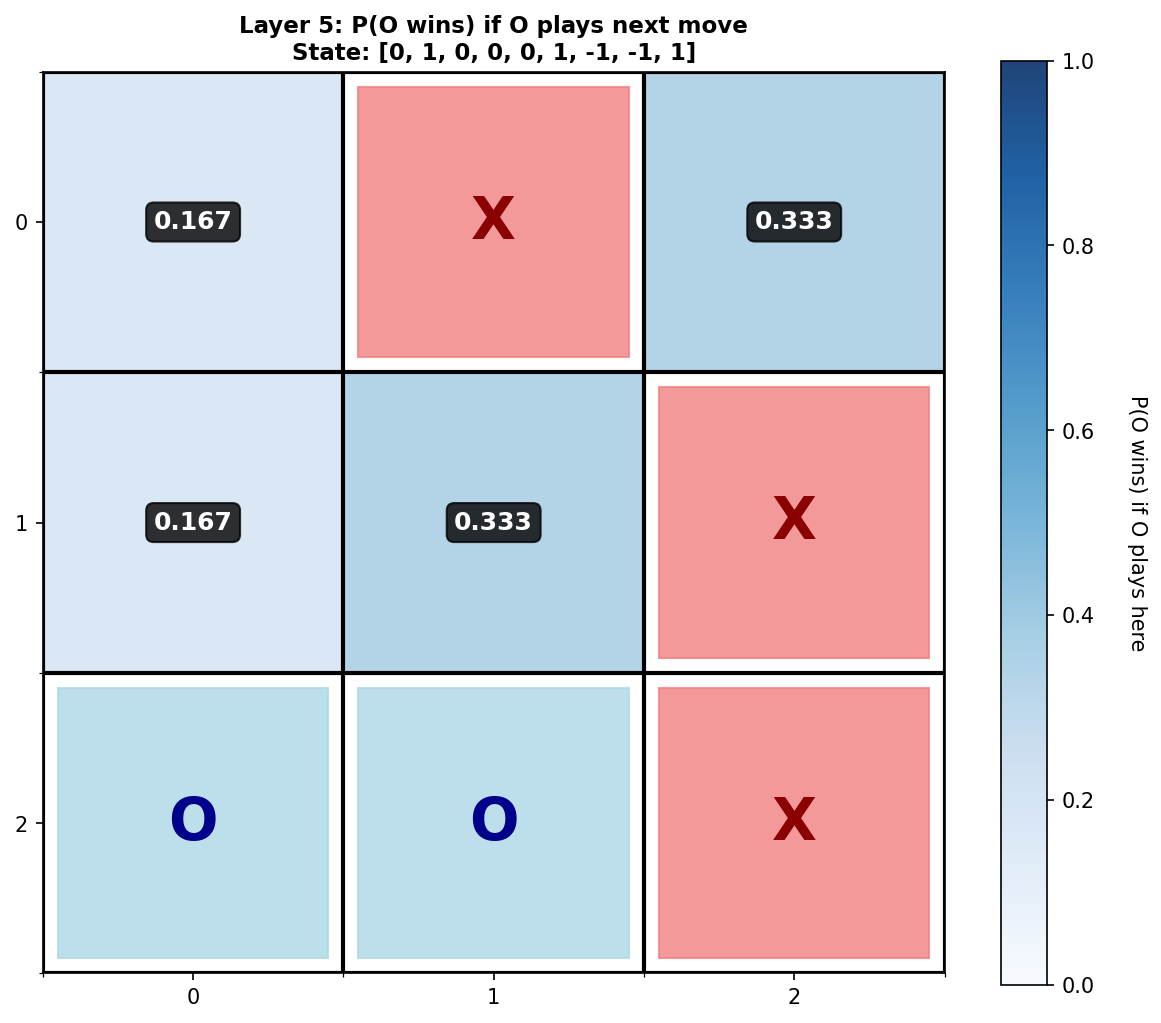 Layer 5: P(O wins) if O plays next move
State: [0, 1, 0, 0, 0, 1, -1, -1, 1]
0
0.167
X
0.333
1
0.167
0.333
X
2
O
O
X
0
1
2
1.0
0.8
0.6
0.4
0.2
0.0
P(O wins) if O plays here